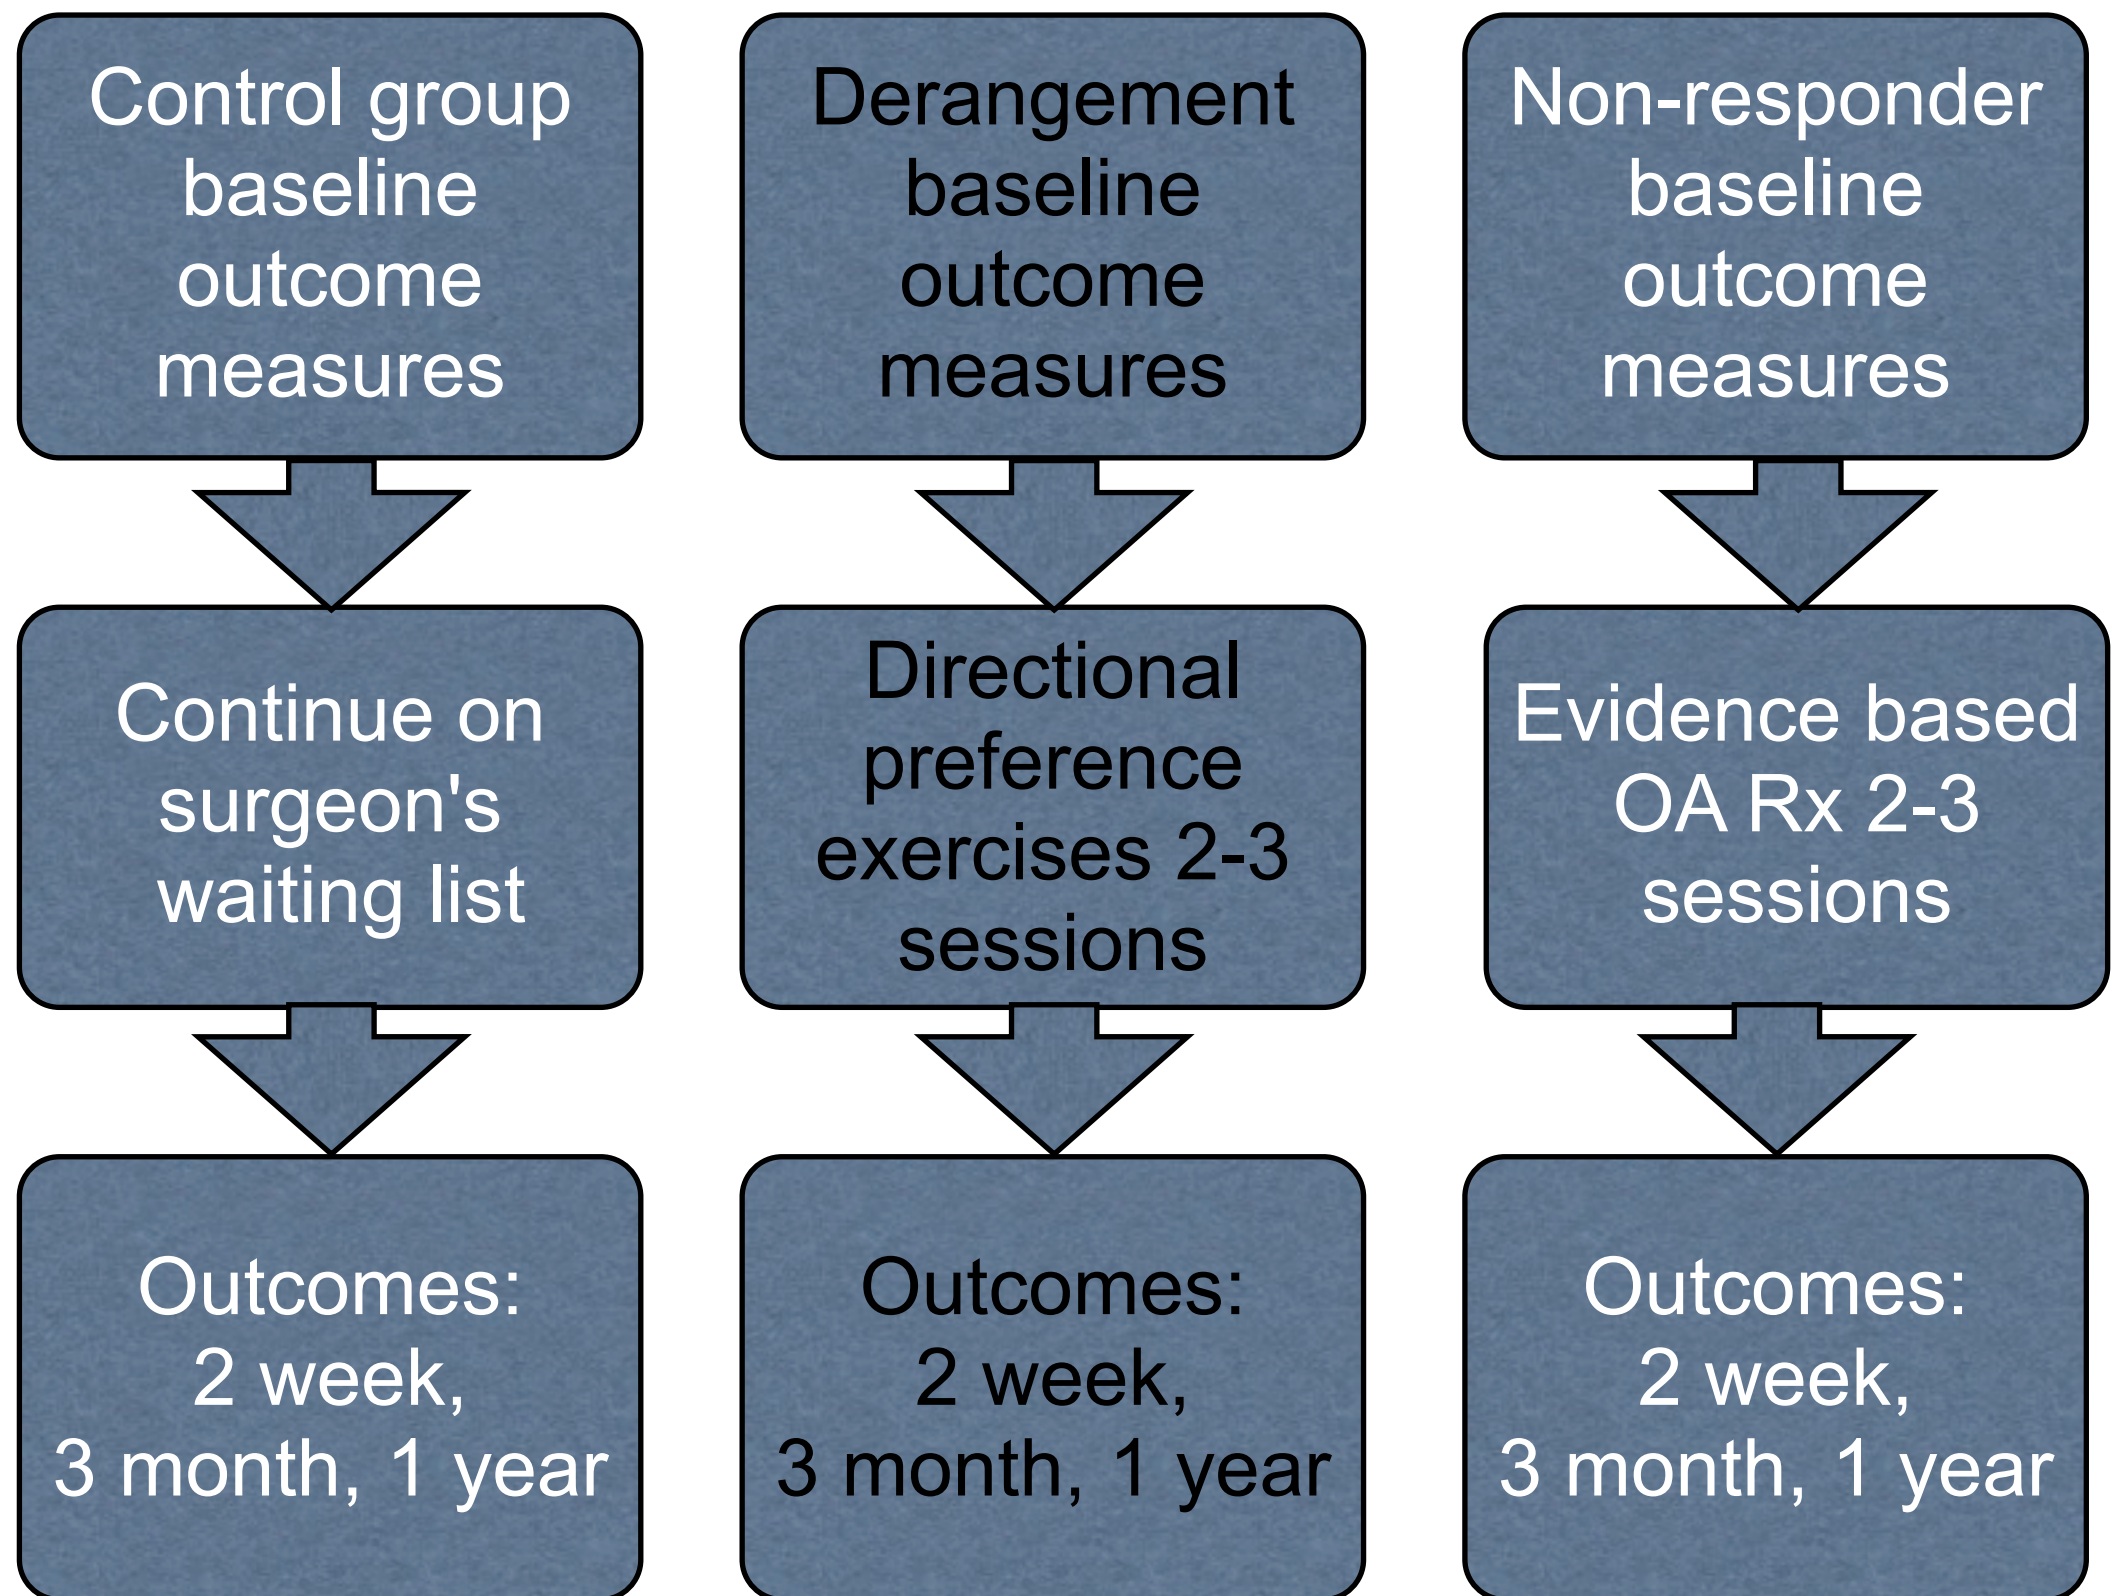 Control group
baseline
outcome
measures
Derangement
baseline
outcome
measures
Non-responder
baseline
outcome
measures
Continue on
surgeon's
waiting list
Directional
preference
exercises 2-3
sessions
Evidence based
OA Rx 2-3
sessions
Outcomes:
2 week,
3 month, 1 year
Outcomes:
2 week,
3 month, 1 year
Outcomes:
2 week,
3 month, 1 year